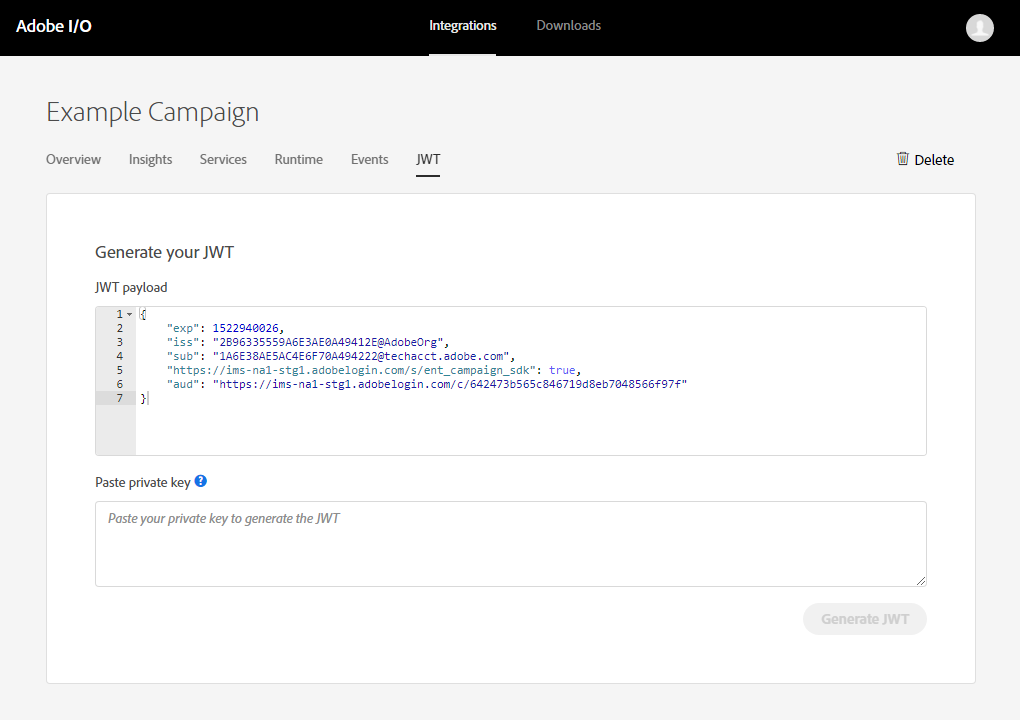 Adobe I/O
Integrations
Downloads
Example Campaign
Overview
Insights
Services
Runtime
Events
JWT
Delete
Generate your JWT
JWT payload
1 {
2 "exp": 1522940026,
3 "iss": "2B96335559A6E3AE0A49412E@AdobeOrg",
4 "sub": "1A6E38AE5AC4E6F70A494222@techacct.adobe.com",
5 "https://ims-na1-stg1.adobelogin.com/s/ent_campaign_sdk": true,
6 "aud": "https://ims-na1-stg1.adobelogin.com/c/642473b565c846719d8eb7048566f97f"
7 }
Paste private key ?
Paste your private key to generate the JWT
Generate JWT